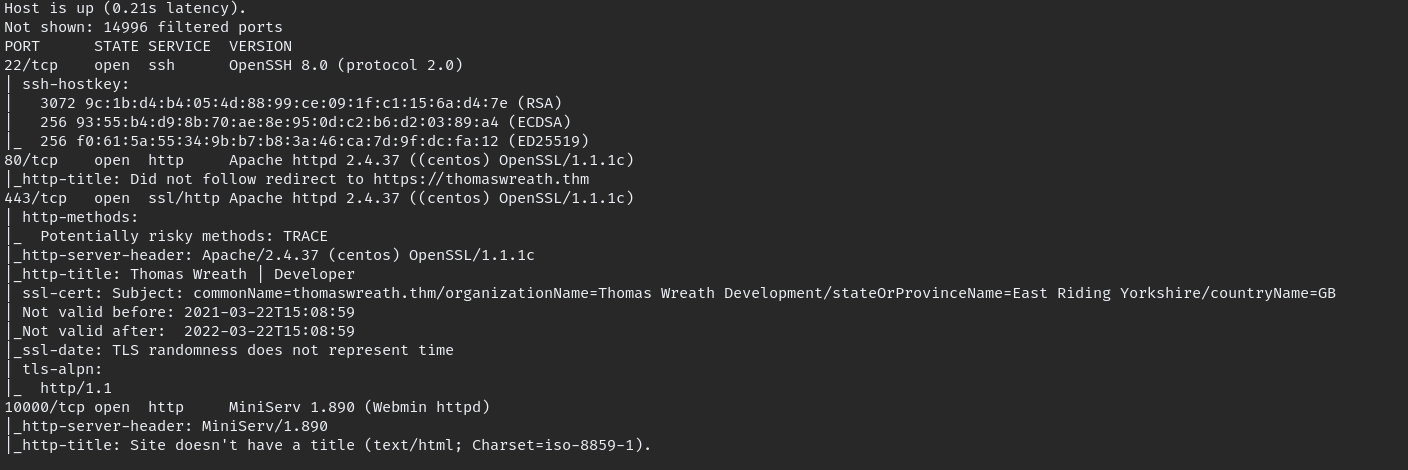 Host is up (0.21s latency).
Not shown: 14996 filtered ports
PORT      STATE SERVICE  VERSION
22/tcp    open  ssh      OpenSSH 8.0 (protocol 2.0)
| ssh-hostkey:
|   3072 9c:1b:d4:b4:05:4d:88:99:ce:09:1f:c1:15:6a:d4:7e (RSA)
|   256 93:55:b4:d9:8b:70:ae:8e:95:0d:c2:b6:d2:03:89:a4 (ECDSA)
|_  256 f0:61:5a:55:34:9b:b7:b8:3a:46:ca:7d:9f:dc:fa:12 (ED25519)
80/tcp    open  http     Apache httpd 2.4.37 ((centos) OpenSSL/1.1.1c)
|_http-title: Did not follow redirect to https://thomaswreath.thm
443/tcp   open  ssl/http Apache httpd 2.4.37 ((centos) OpenSSL/1.1.1c)
| http-methods:
|_  Potentially risky methods: TRACE
|_http-server-header: Apache/2.4.37 (centos) OpenSSL/1.1.1c
|_http-title: Thomas Wreath | Developer
| ssl-cert: Subject: commonName=thomaswreath.thm/organizationName=Thomas Wreath Development/stateOrProvinceName=East Riding Yorkshire/countryName=GB
| Not valid before: 2021-03-22T15:08:59
|_Not valid after:  2022-03-22T15:08:59
|_ssl-date: TLS randomness does not represent time
| tls-alpn:
|_  http/1.1
10000/tcp open  http     MiniServ 1.890 (Webmin httpd)
|_http-server-header: MiniServ/1.890
|_http-title: Site doesn't have a title (text/html; Charset=iso-8859-1).